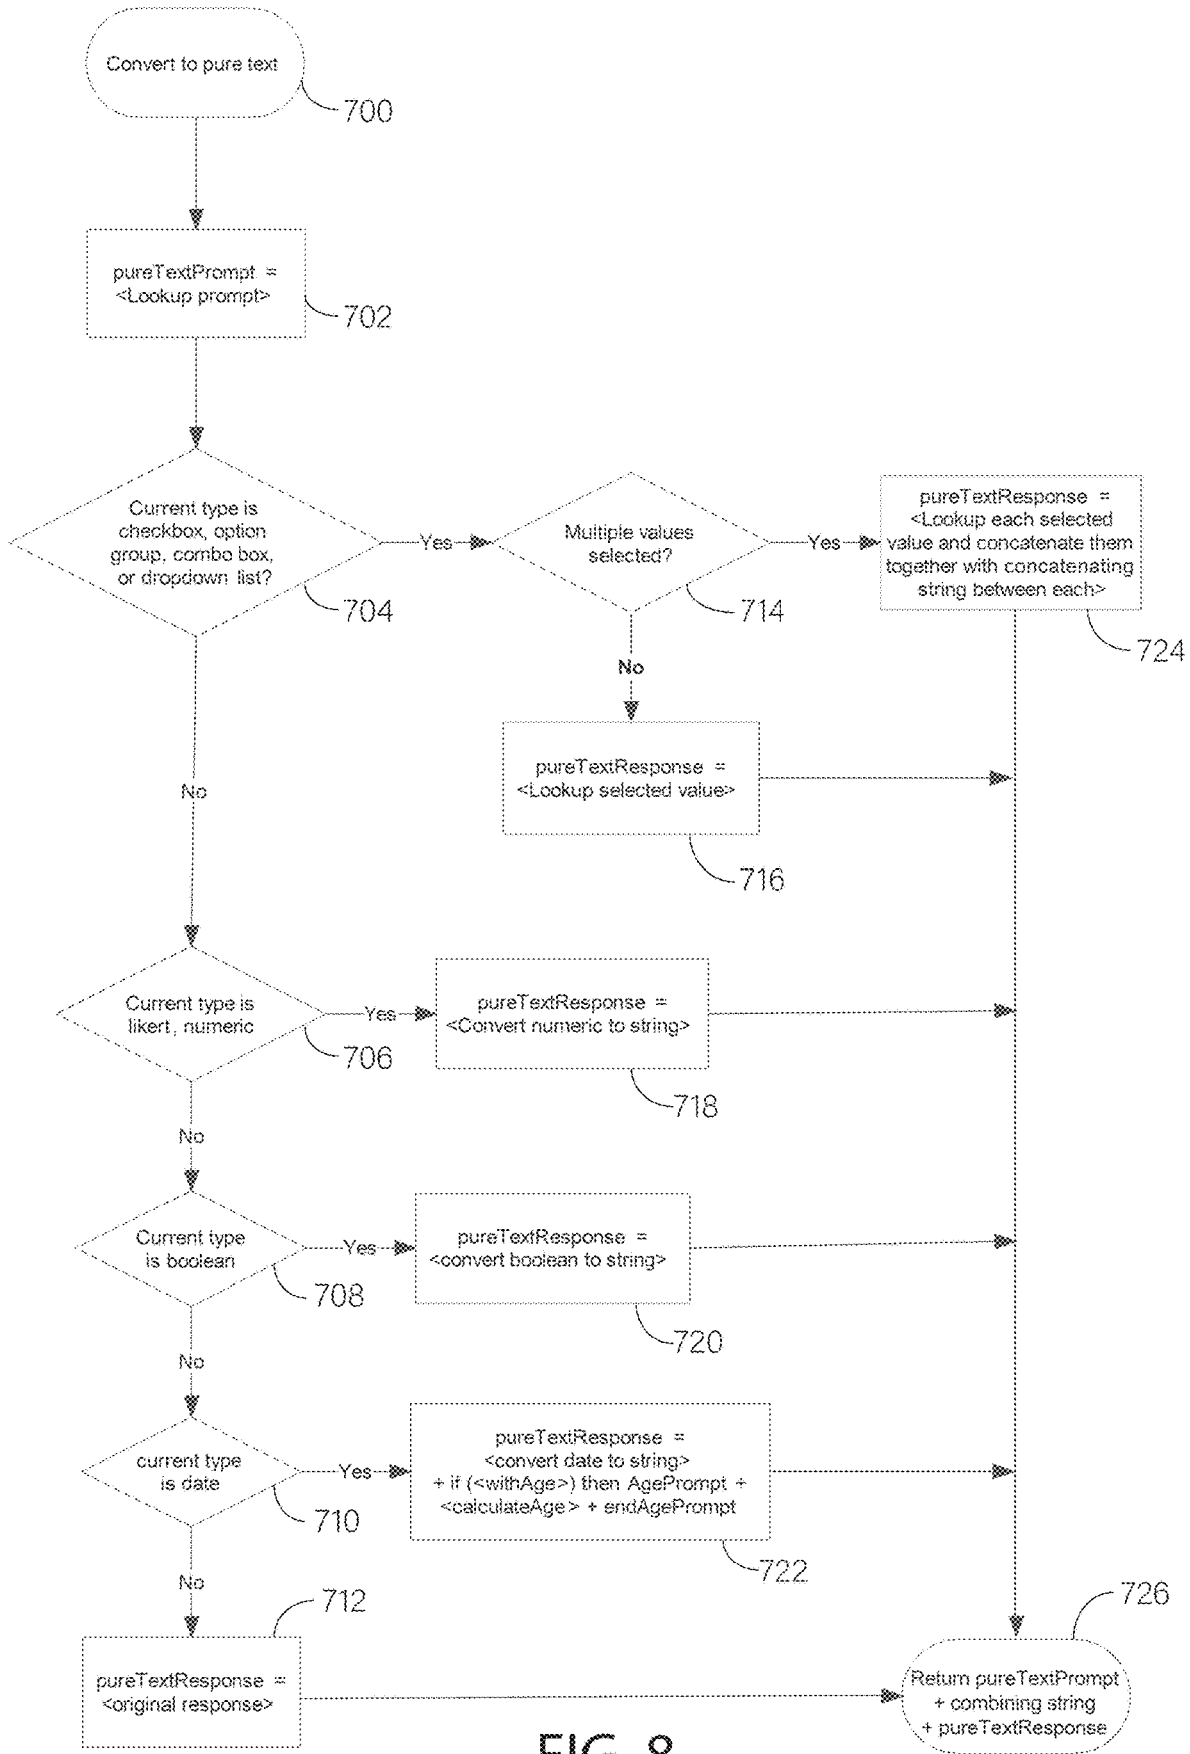 Convert to pure text
700
pureTextPrompt =
<Lookup prompt>
702
Current type is
checkbox, option
group, combo box,
or dropdown list?
704
Yes
Multiple values
selected?
714
Yes
pureTextResponse =
<Lookup each selected
value and concatenate them
together with concatenating
string between each>
724
No
pureTextResponse =
<Lookup selected value>
716
No
Current type is
likert, numeric
706
Yes
pureTextResponse =
<Convert numeric to string>
718
No
Current type
is boolean
708
Yes
pureTextResponse =
<convert boolean to string>
720
No
current type
is date
710
Yes
pureTextResponse =
<convert date to string>
+ if (<withAge>) then AgePrompt +
<calculateAge> + endAgePrompt
722
No
712
pureTextResponse =
<original response>
726
Return pureTextPrompt
+ combining string
+ pureTextResponse
FIG. 8